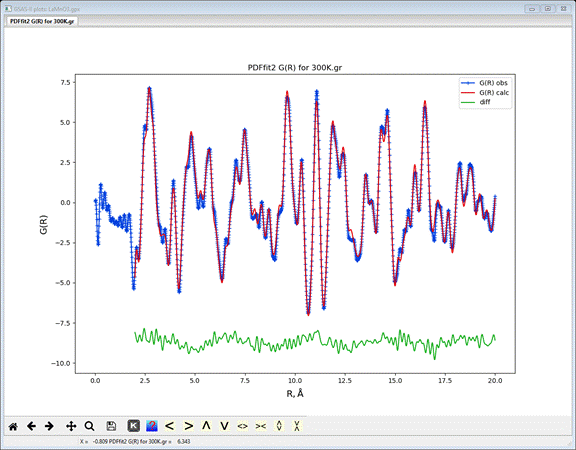 GSAS-II plots: LaMnO3.gpx
PDFfit2 G(R) for 300K.gr
PDFfit2 G(R) for 300K.gr
G(R) obs
G(R) calc
diff
7.5
5.0
2.5
0.0
−2.5
−5.0
−7.5
−10.0
G(R)
0.0 2.5 5.0 7.5 10.0 12.5 15.0 17.5 20.0
R, Å
K
X = -0.809 PDFfit2 G(R) for 300K.gr = 6.343